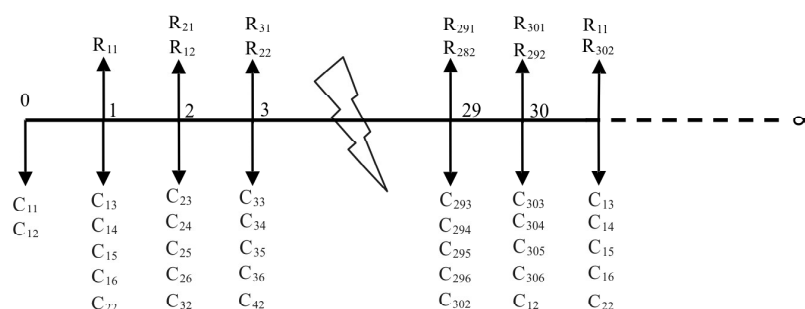 R₂₁ R₃₁ R₂₉₁ R₃₀₁ R₁₁
R₁₁ R₁₂ R₂₂ R₂₈₂ R₂₉₂ R₃₀₂
0
1 2 3 29 30
C₁₁ C₁₃ C₂₃ C₃₃ C₂₉₃ C₃₀₃ C₁₃
C₁₂ C₁₄ C₂₄ C₃₄ C₂₉₄ C₃₀₄ C₁₄
C₁₅ C₂₅ C₃₅ C₂₉₅ C₃₀₅ C₁₅
C₁₆ C₂₆ C₃₆ C₂₉₆ C₃₀₆ C₁₆
C₂₂ C₃₂ C₄₂ C₃₀₂ C₁₂ C₂₂